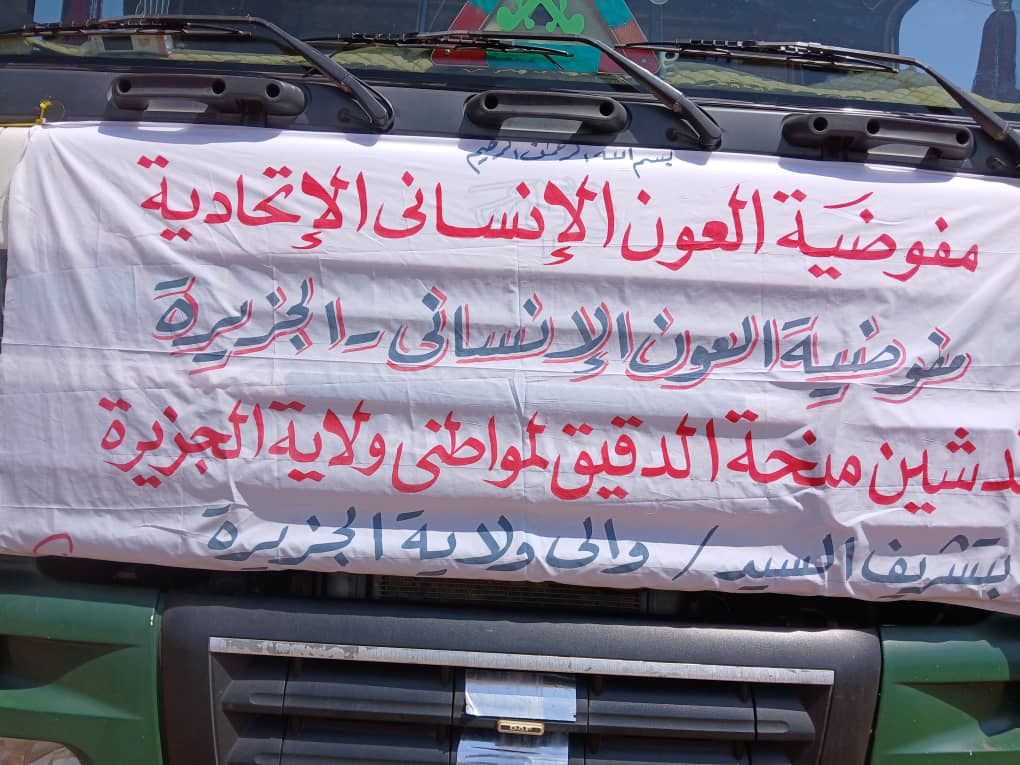 بسم الله الرحمن الرحيم
مفوضية العون الإنسانى الإتحادية
مفوضية العون الإنسانى - الجزيرة
تدشين منحة الدقيق لمواطنى ولاية الجزيرة
بتشريف السيد / والى ولاية الجزيرة
DAF